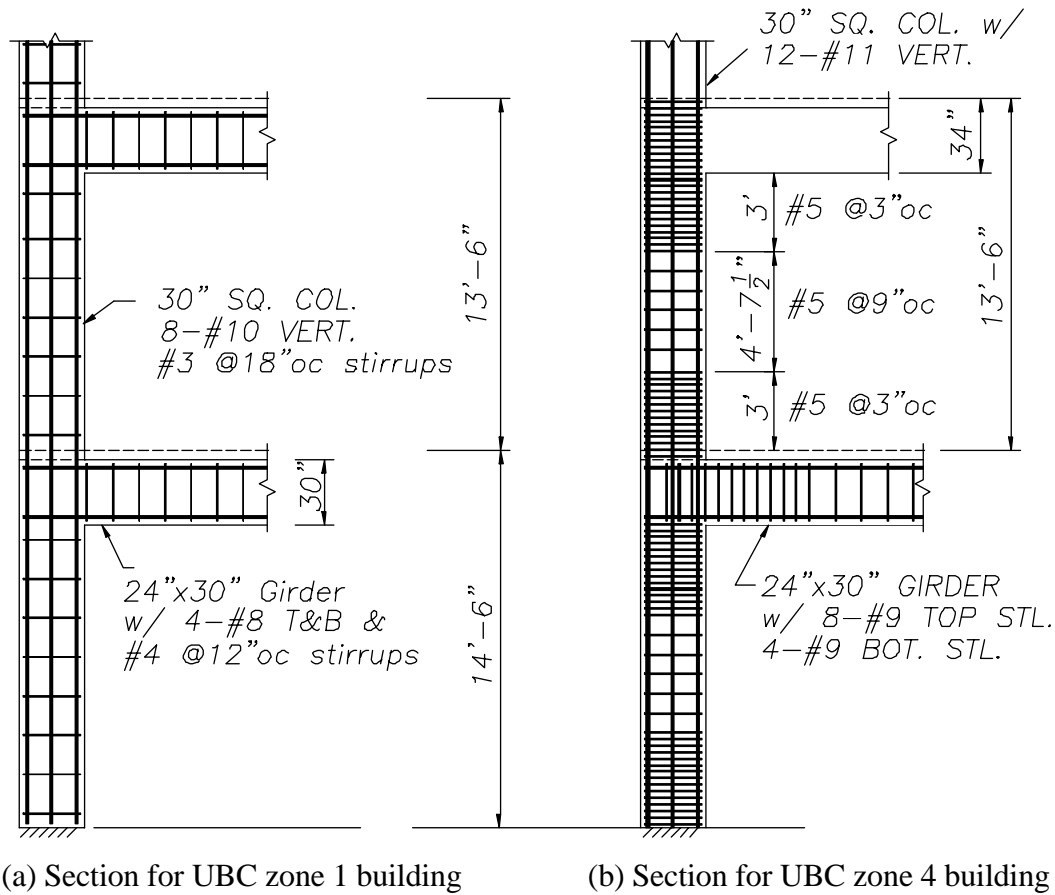 30" SQ. COL. w/
12-#11 VERT.
34"
3'
#5 @3"oc
13'-6"
4'-7 1/2"
#5 @9"oc
13'-6"
30" SQ. COL.
8-#10 VERT.
#3 @18"oc stirrups
3'
#5 @3"oc
30"
24"x30" Girder
w/ 4-#8 T&B &
#4 @12"oc stirrups
14'-6"
24"x30" GIRDER
w/ 8-#9 TOP STL.
4-#9 BOT. STL.
(a) Section for UBC zone 1 building
(b) Section for UBC zone 4 building